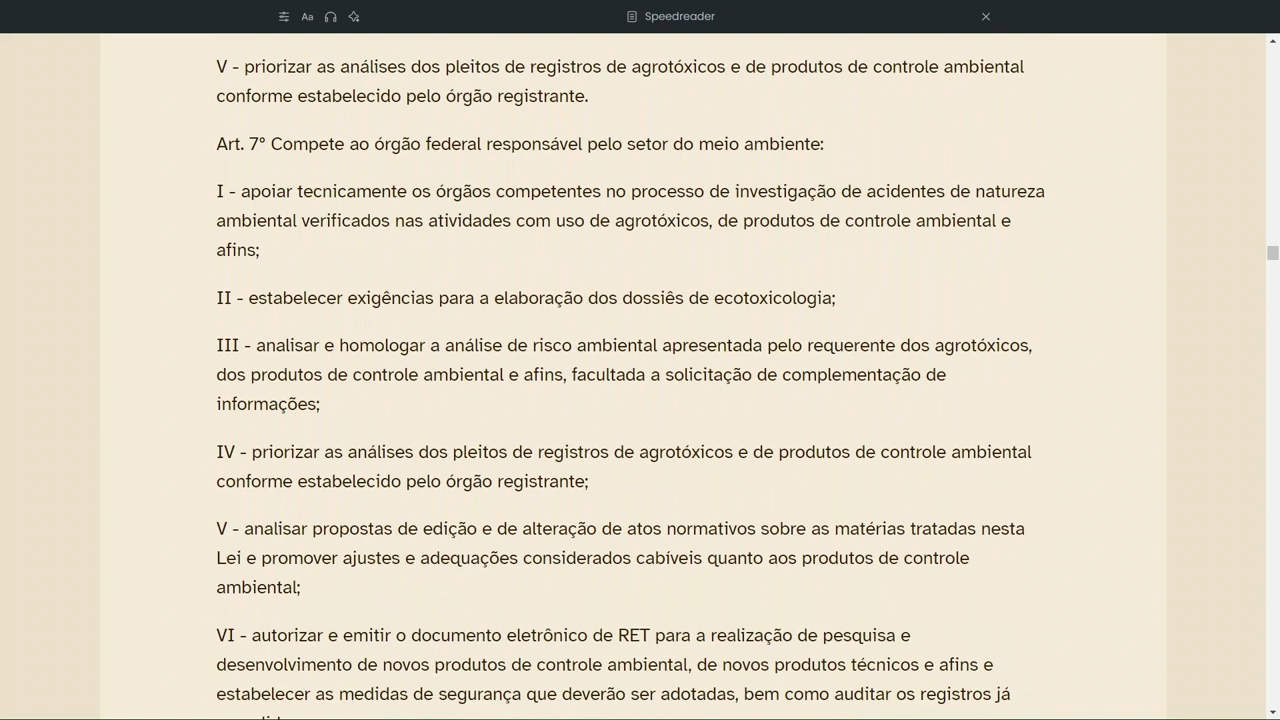 Aa
Speedreader
V - priorizar as análises dos pleitos de registros de agrotóxicos e de produtos de controle ambiental
conforme estabelecido pelo órgão registrante.
Art. 7º Compete ao órgão federal responsável pelo setor do meio ambiente:
I - apoiar tecnicamente os órgãos competentes no processo de investigação de acidentes de natureza
ambiental verificados nas atividades com uso de agrotóxicos, de produtos de controle ambiental e
afins;
II - estabelecer exigências para a elaboração dos dossiês de ecotoxicologia;
III - analisar e homologar a análise de risco ambiental apresentada pelo requerente dos agrotóxicos,
dos produtos de controle ambiental e afins, facultada a solicitação de complementação de
informações;
IV - priorizar as análises dos pleitos de registros de agrotóxicos e de produtos de controle ambiental
conforme estabelecido pelo órgão registrante;
V - analisar propostas de edição e de alteração de atos normativos sobre as matérias tratadas nesta
Lei e promover ajustes e adequações considerados cabíveis quanto aos produtos de controle
ambiental;
VI - autorizar e emitir o documento eletrônico de RET para a realização de pesquisa e
desenvolvimento de novos produtos de controle ambiental, de novos produtos técnicos e afins e
estabelecer as medidas de segurança que deverão ser adotadas, bem como auditar os registros já